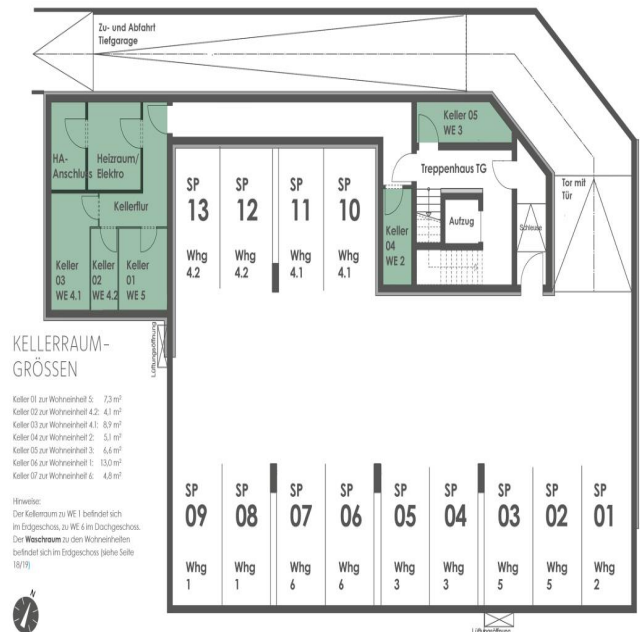 Zu- und Abfahrt
Tiefgarage
Keller 05
WE 3
HA-
Anschluss
Heizraum/
Elektro
Treppenhaus TG
Tor mit
Tür
SP
13
Whg
4.2
SP
12
Whg
4.2
SP
11
Whg
4.1
SP
10
Whg
4.1
Kellerflur
Keller
04
WE 2
Aufzug
Schleuse
Keller
03
WE 4.1
Keller
02
WE 4.2
Keller
01
WE 5
Lüftungsöffnung
KELLERRAUM-
GRÖSSEN
Keller 01 zur Wohneinheit 5: 7,3 m²
Keller 02 zur Wohneinheit 4.2: 4,1 m²
Keller 03 zur Wohneinheit 4.1: 8,9 m²
Keller 04 zur Wohneinheit 2: 5,1 m²
Keller 05 zur Wohneinheit 3: 6,6 m²
Keller 06 zur Wohneinheit 1: 13,0 m²
Keller 07 zur Wohneinheit 6: 4,8 m²
Hinweise:
Der Kellerraum zu WE 1 befindet sich
im Erdgeschoss, zu WE 6 im Dachgeschoss.
Der Waschraum zu den Wohneinheiten
befindet sich im Erdgeschoss (siehe Seite
18/19)
SP
09
Whg
1
SP
08
Whg
1
SP
07
Whg
6
SP
06
Whg
6
SP
05
Whg
3
SP
04
Whg
3
SP
03
Whg
5
SP
02
Whg
5
SP
01
Whg
2
N
Lüftungsöffnung